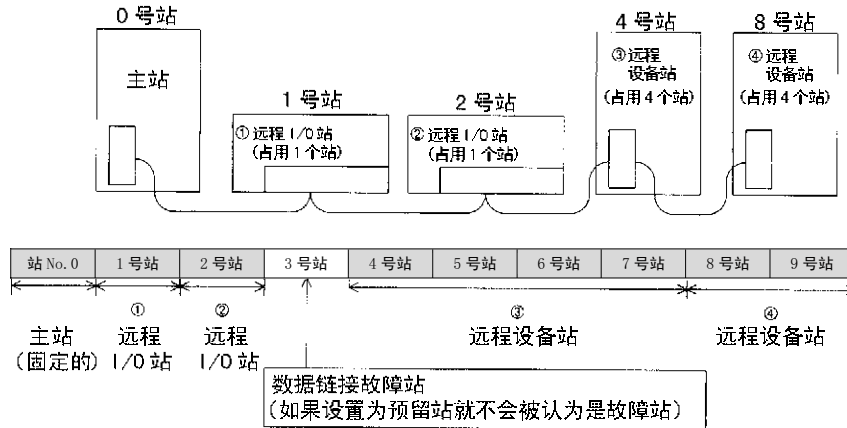 0 号站
4 号站
8 号站
主站
③远程
设备站
(占用 4 个站)
④远程
设备站
(占用 4 个站)
1 号站
2 号站
①远程 I/O 站
(占用 1 个站)
②远程 I/O 站
(占用 1 个站)
站 No. 0
1 号站
2 号站
3 号站
4 号站
5 号站
6 号站
7 号站
8 号站
9 号站
主站
(固定的)
①
远程
I/O 站
②
远程
I/O 站
③
远程设备站
④
远程设备站
数据链接故障站
(如果设置为预留站就不会被认为是故障站)